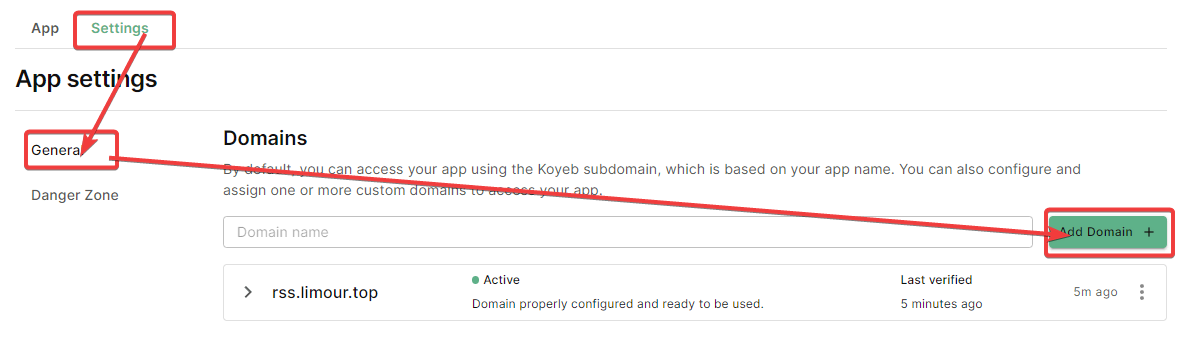 App Settings
App settings
General
Danger Zone
Domains
By default, you can access your app using the Koyeb subdomain, which is based on your app name. You can also configure and
assign one or more custom domains to access your app.
Domain name
Add Domain +
rss.limour.top
Active
Domain properly configured and ready to be used.
Last verified
5 minutes ago
5m ago